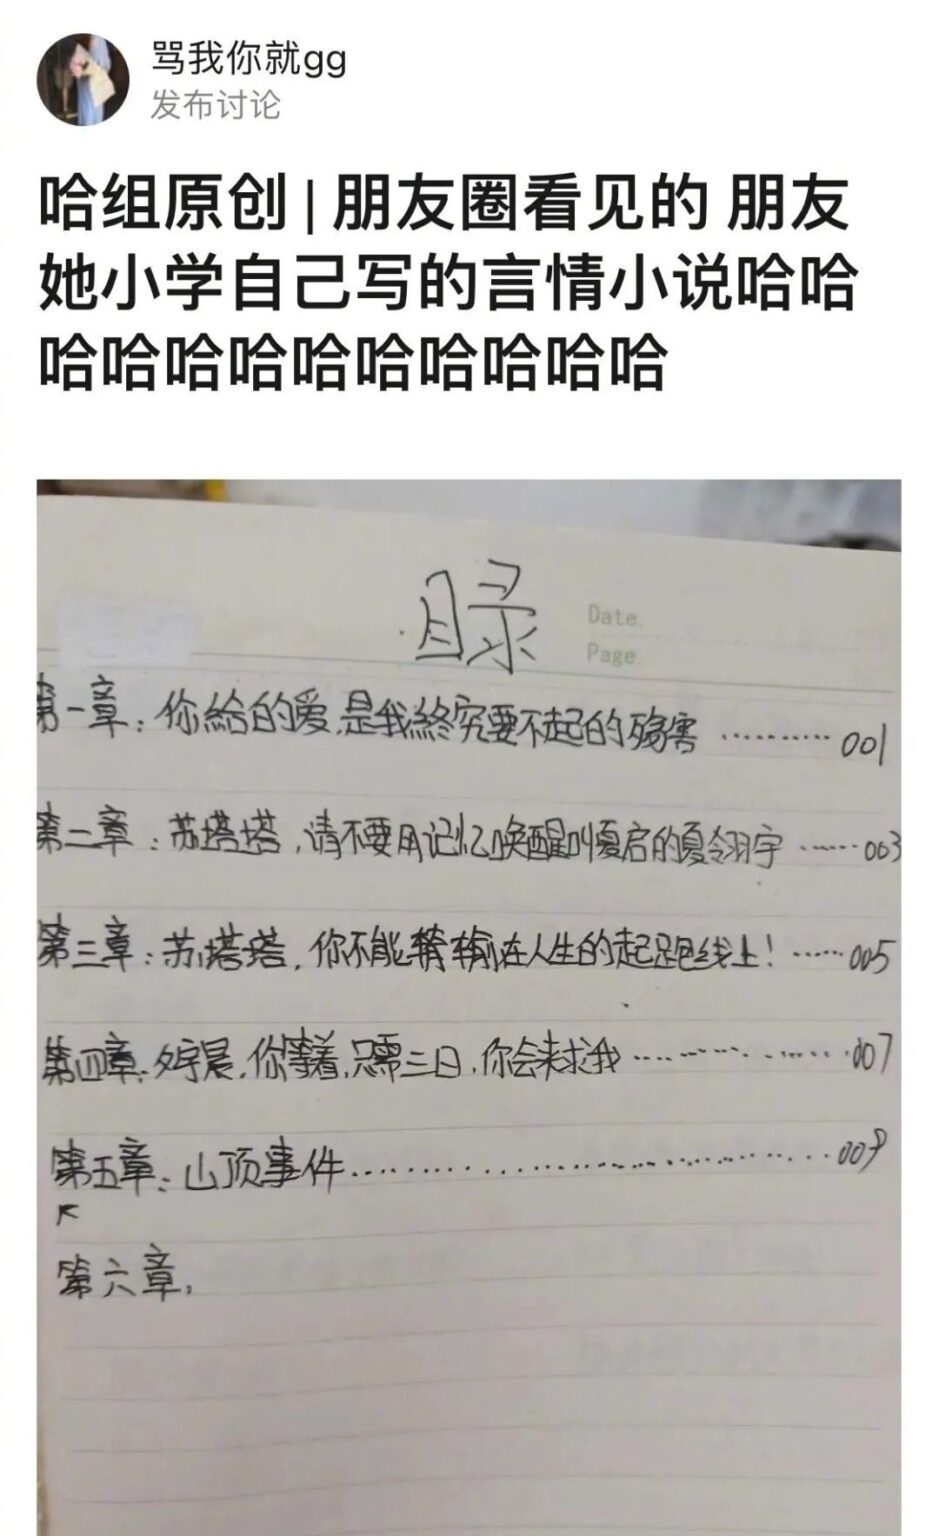 骂我你就gg
发布讨论
哈组原创|朋友圈看见的 朋友
她小学自己写的言情小说哈哈
哈哈哈哈哈哈哈哈哈哈
目录
Date.
Page
第一章：你給的爱,是我終究要不起的殤害 ………… 001
第二章：苏塔塔,请不要用记忆唤醒叫夏启的夏翎宇 …… 003
第三章：苏塔塔,你不能输在人生的起跑线上! …… 005
第四章：宇晨,你等着,只需三日,你会来求我 ………… 007
第五章：山顶事件 ………… 009
第六章: